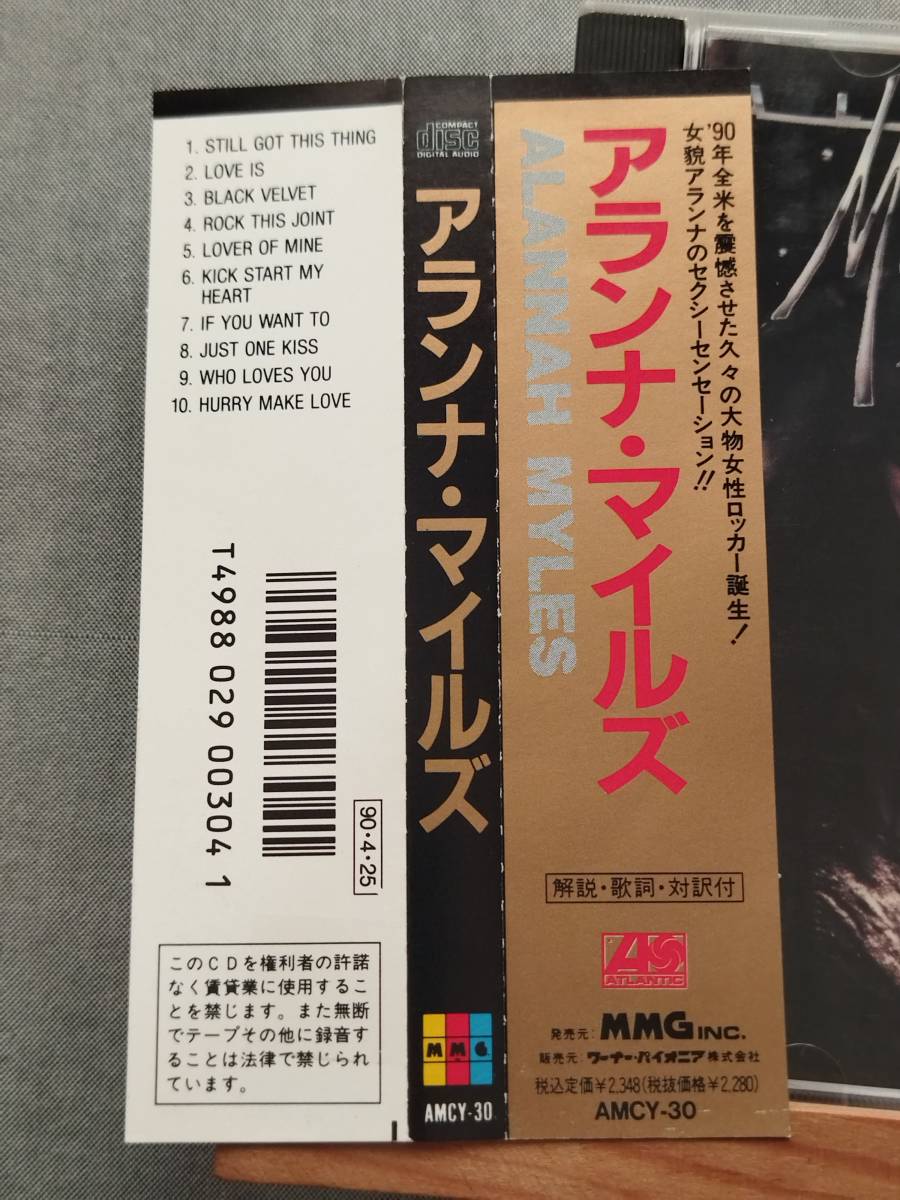 1. STILL GOT THIS THING
2. LOVE IS
3. BLACK VELVET
4. ROCK THIS JOINT
5. LOVER OF MINE
6. KICK START MY
HEART
7. IF YOU WANT TO
8. JUST ONE KISS
9. WHO LOVES YOU
10. HURRY MAKE LOVE
T4988 029 00304 1
90・4・25
このCDを権利者の許諾
なく賃貸業に使用するこ
とを禁じます。また無断
でテープその他に録音す
ることは法律で禁じられ
ています。
COMPACT
disc
DIGITAL AUDIO
アランナ・マイルズ
MMG
AMCY-30
'90年全米を震憾させた久々の大物女性ロッカー誕生!
女貌アランナのセクシーセンセーション!!
アランナ・マイルズ
ALANNAH MYLES
解説・歌詞・対訳付
ATLANTIC
発売元: MMG INC.
販売元: ワーナー・パイオニア株式会社
税込定価¥2,348(税抜価格¥2,280)
AMCY-30